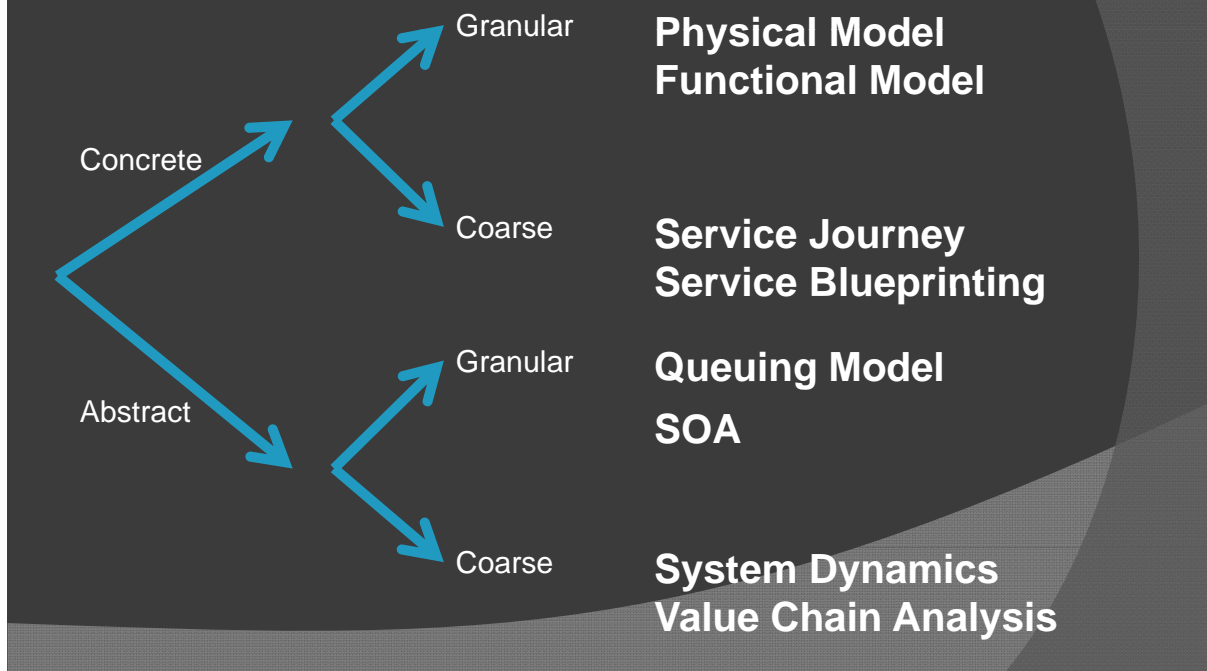 Granular
Physical Model
Functional Model
Concrete
Coarse
Service Journey
Service Blueprinting
Granular
Queuing Model
Abstract
SOA
Coarse
System Dynamics
Value Chain Analysis